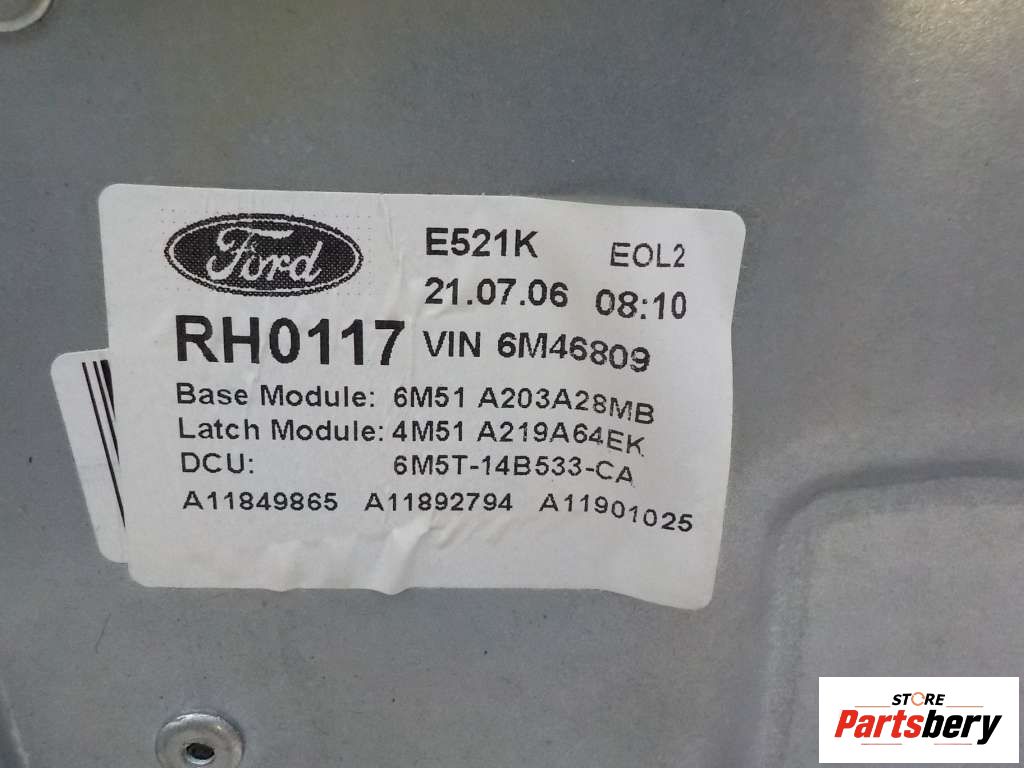 Ford
E521K EOL2
21.07.06 08:10
RH0117 VIN 6M46809
Base Module: 6M51 A203A28MB
Latch Module: 4M51 A219A64EK
DCU: 6M5T-14B533-CA
A11849865 A11892794 A11901025
STORE
Partsbery